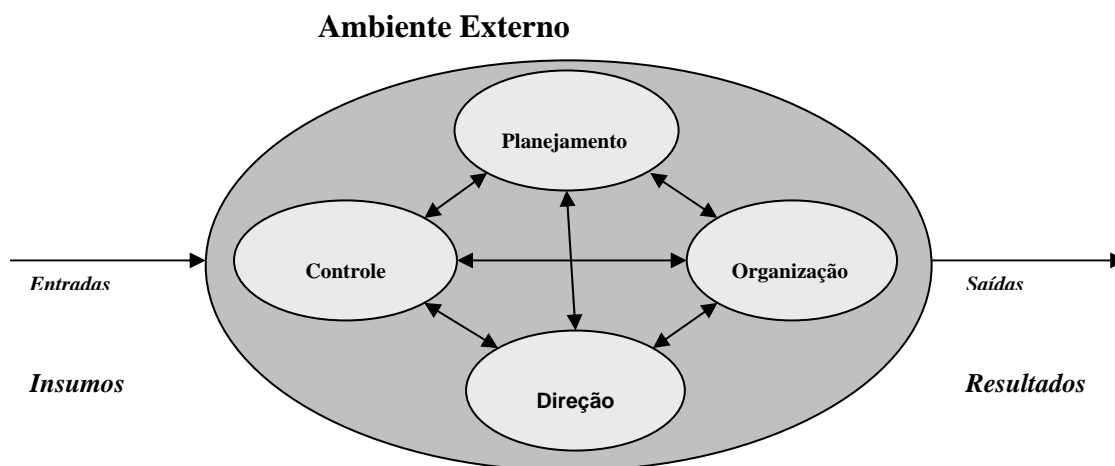 Ambiente Externo
Planejamento
Controle
Organização
Entradas
Saídas
Insumos
Resultados
Direção